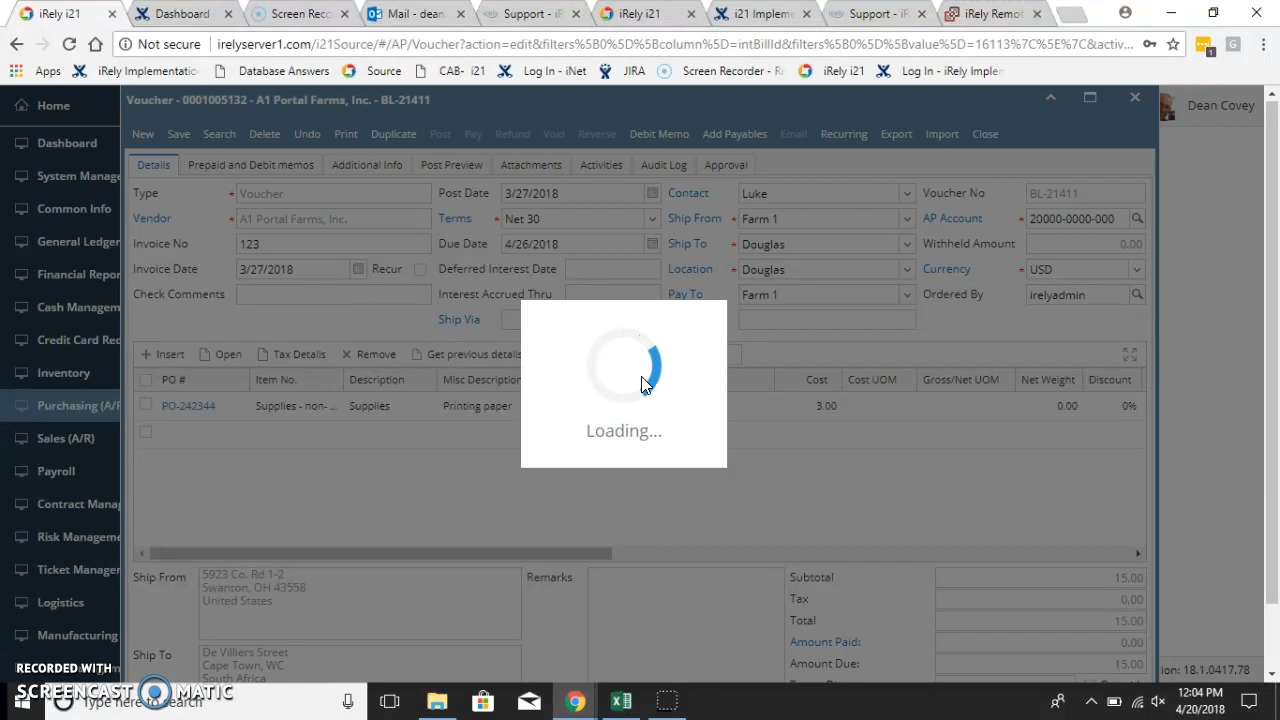 iRely i21
Dashboard
Screen Reco
Mail - dean.
Support - iR
iRely i21
i21 Impleme
Support - iR
iRely Remot
Not secure irelyserver1.com/i21Source/#/AP/Voucher?action=edit&filters%5B0%5D%5Bcolumn%5D=intBillId&filters%5B0%5D%5Bvalue%5D=16113%7C%5E%7C&activ...
Apps iRely Implementation Database Answers Source CAB- i21 Log In - iNet JIRA Screen Recorder - Re iRely i21 Log In - iRely Implem
Voucher - 0001005132 - A1 Portal Farms, Inc. - BL-21411
Dean Covey
New Save Search Delete Undo Print Duplicate Post Pay Refund Void Reverse Debit Memo Add Payables Email Recurring Export Import Close
Details Prepaid and Debit memos Additional Info Post Preview Attachments Activities Audit Log Approval
Home
Dashboard
System Manage
Common Info
General Ledger
Financial Repor
Cash Managem
Credit Card Rec
Inventory
Purchasing (A/P
Sales (A/R)
Payroll
Contract Manag
Risk Manageme
Ticket Manager
Logistics
Manufacturing
Type * Voucher Post Date 3/27/2018 Contact Luke Voucher No BL-21411
Vendor * A1 Portal Farms, Inc. Terms * Net 30 Ship From * Farm 1 AP Account * 20000-0000-000
Invoice No 123 Due Date 4/26/2018 Ship To * Douglas Withheld Amount 0.00
Invoice Date 3/27/2018 Recur Deferred Interest Date Location * Douglas Currency * USD
Check Comments Interest Accrued Thru Pay To Farm 1 Ordered By irelyadmin
Ship Via
Insert Open Tax Details Remove Get previous details
PO # Item No. Description Misc Description Cost Cost UOM Gross/Net UOM Net Weight Discount
PO-242344 Supplies - non-... Supplies Printing paper 3.00 0.00 0%
Loading...
Ship From 5923 Co. Rd 1-2
Swanton, OH 43558
United States
Remarks
Subtotal 15.00
Tax 0.00
Total 15.00
Amount Paid: 0.00
Amount Due: 15.00
Ship To De Villiers Street
Cape Town, WC
South Africa
ion: 18.1.0417.78
RECORDED WITH
SCREENCAST MATIC
Type here to search
1
12:04 PM
4/20/2018